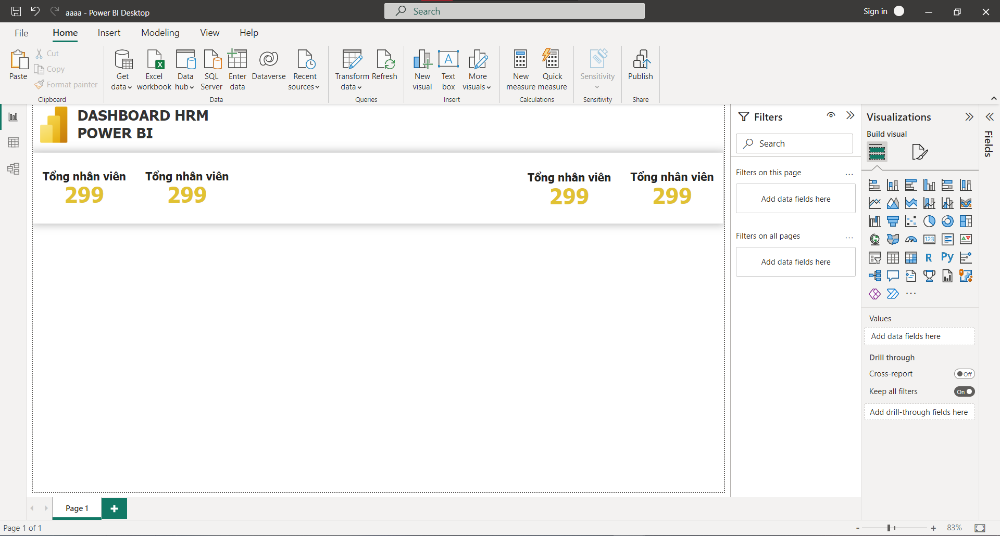 aaaa - Power BI Desktop
Search
Sign in
File Home Insert Modeling View Help
Paste
Cut
Copy
Format painter
Clipboard
Get data
Excel workbook
Data hub
SQL Server
Enter data
Dataverse
Recent sources
Data
Transform data
Refresh
Queries
New visual
Text box
More visuals
Insert
New measure
Quick measure
Calculations
Sensitivity
Sensitivity
Publish
Share
DASHBOARD HRM
POWER BI
Tổng nhân viên
299
Tổng nhân viên
299
Tổng nhân viên
299
Tổng nhân viên
299
Filters
Search
Filters on this page ...
Add data fields here
Filters on all pages ...
Add data fields here
Visualizations
Build visual
123
R
Py
...
Values
Add data fields here
Drill through
Cross-report Off
Keep all filters On
Add drill-through fields here
Fields
Page 1
+
Page 1 of 1
- + 83%